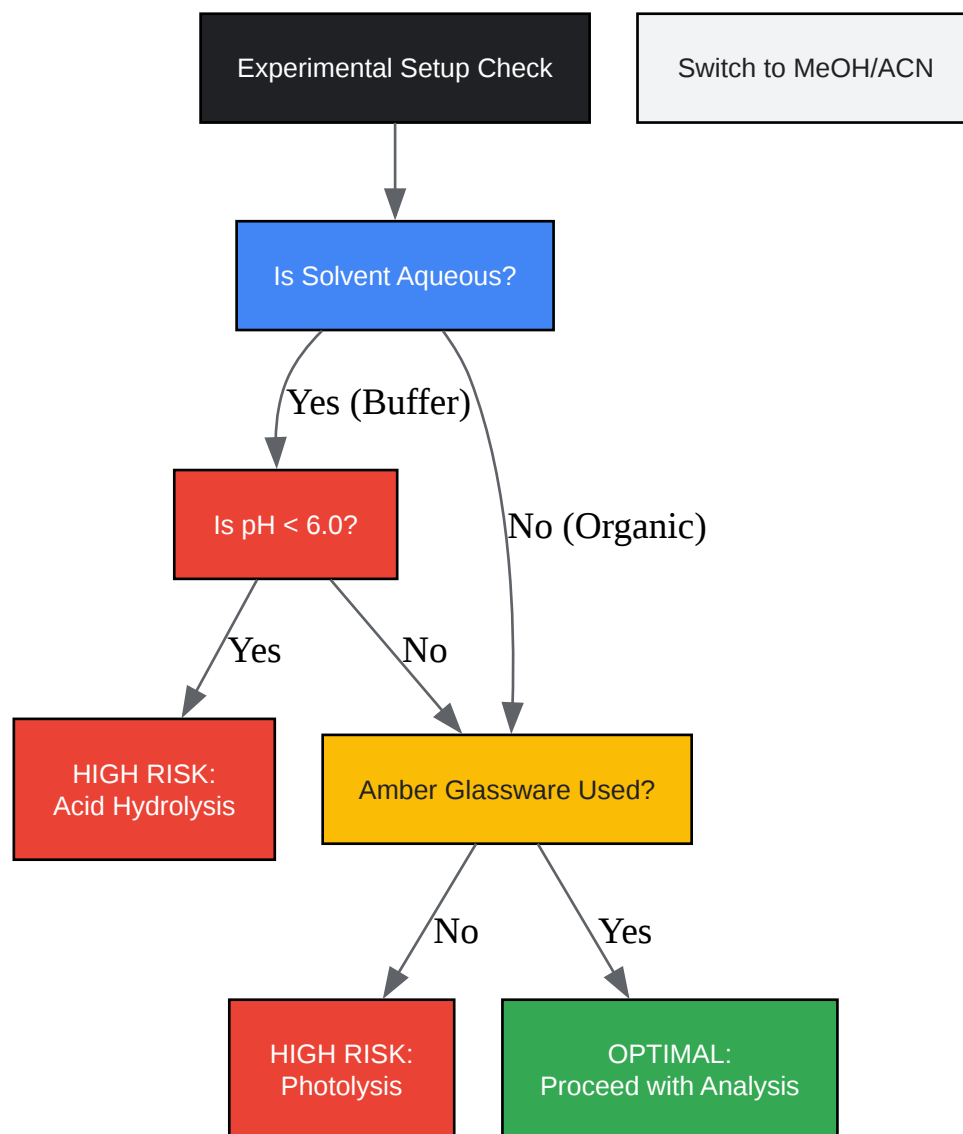 Experimental Setup Check
Switch to MeOH/ACN
Is Solvent Aqueous?
Yes (Buffer)
No (Organic)
Is pH < 6.0?
Yes
No
HIGH RISK:
Acid Hydrolysis
Amber Glassware Used?
No
Yes
HIGH RISK:
Photolysis
OPTIMAL:
Proceed with Analysis